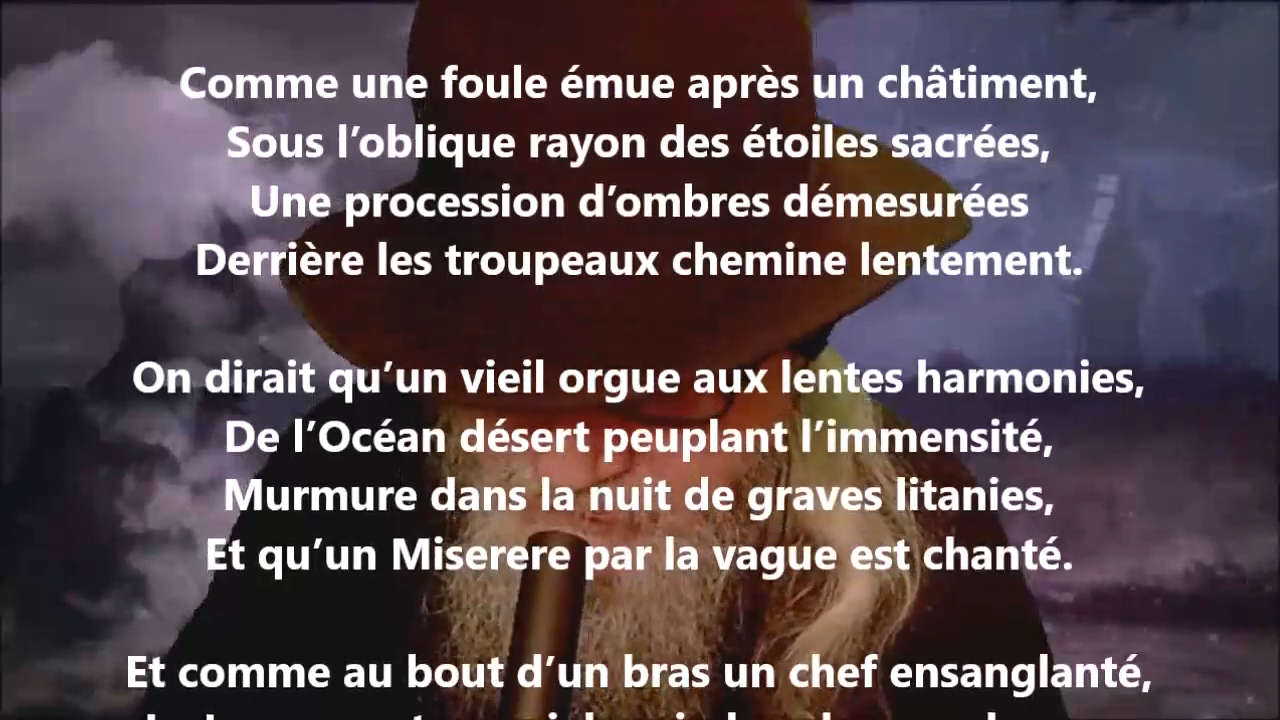 Comme une foule émue après un châtiment,
Sous l’oblique rayon des étoiles sacrées,
Une procession d’ombres démesurées
Derrière les troupeaux chemine lentement.
On dirait qu’un vieil orgue aux lentes harmonies,
De l’Océan désert peuplant l’immensité,
Murmure dans la nuit de graves litanies,
Et qu’un Miserere par la vague est chanté.
Et comme au bout d’un bras un chef ensanglanté,